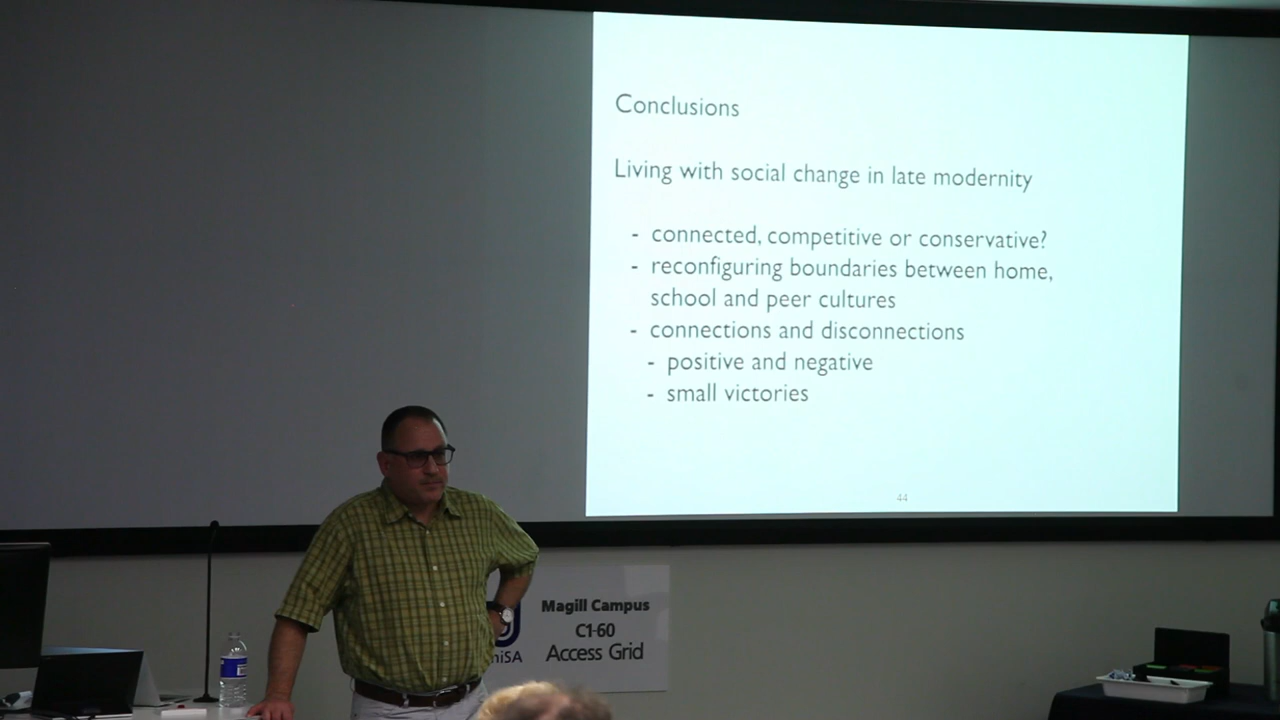 Conclusions
Living with social change in late modernity
- connected, competitive or conservative?
- reconfiguring boundaries between home,
school and peer cultures
- connections and disconnections
- positive and negative
- small victories
44
Magill Campus
C1-60
Access Grid
niSA